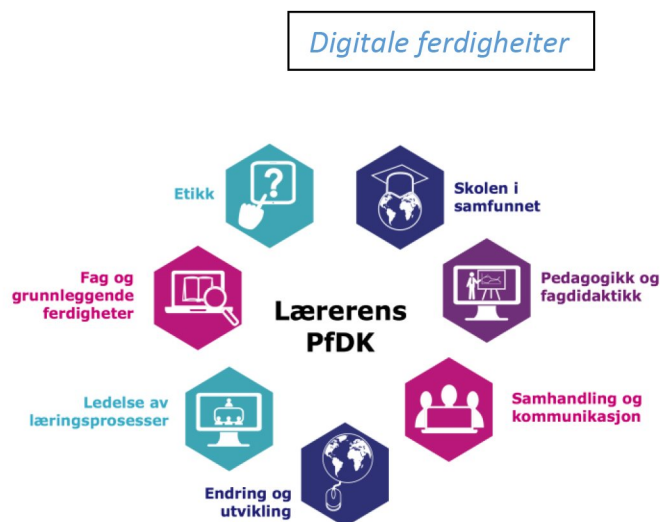 Digitale ferdigheiter
Etikk
Skolen i
samfunnet
Fag og
grunnleggende
ferdigheter
Pedagogikk og
fagdidaktikk
Lærerens
PfDK
Ledelse av
læringsprosesser
Samhandling og
kommunikasjon
Endring og
utvikling